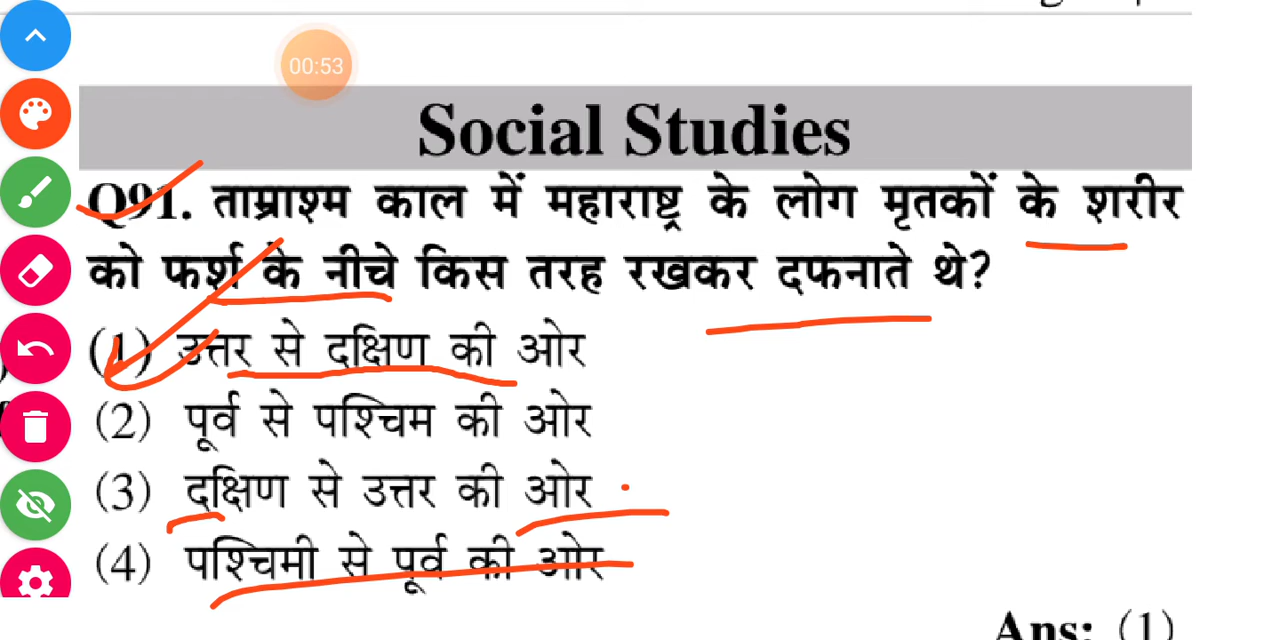 00:53
Social Studies
Q91. ताम्राश्म काल में महाराष्ट्र के लोग मृतकों के शरीर
को फर्श के नीचे किस तरह रखकर दफनाते थे?
(1) उत्तर से दक्षिण की ओर
(2) पूर्व से पश्चिम की ओर
(3) दक्षिण से उत्तर की ओर
(4) पश्चिमी से पूर्व की ओर
Ans: (1)